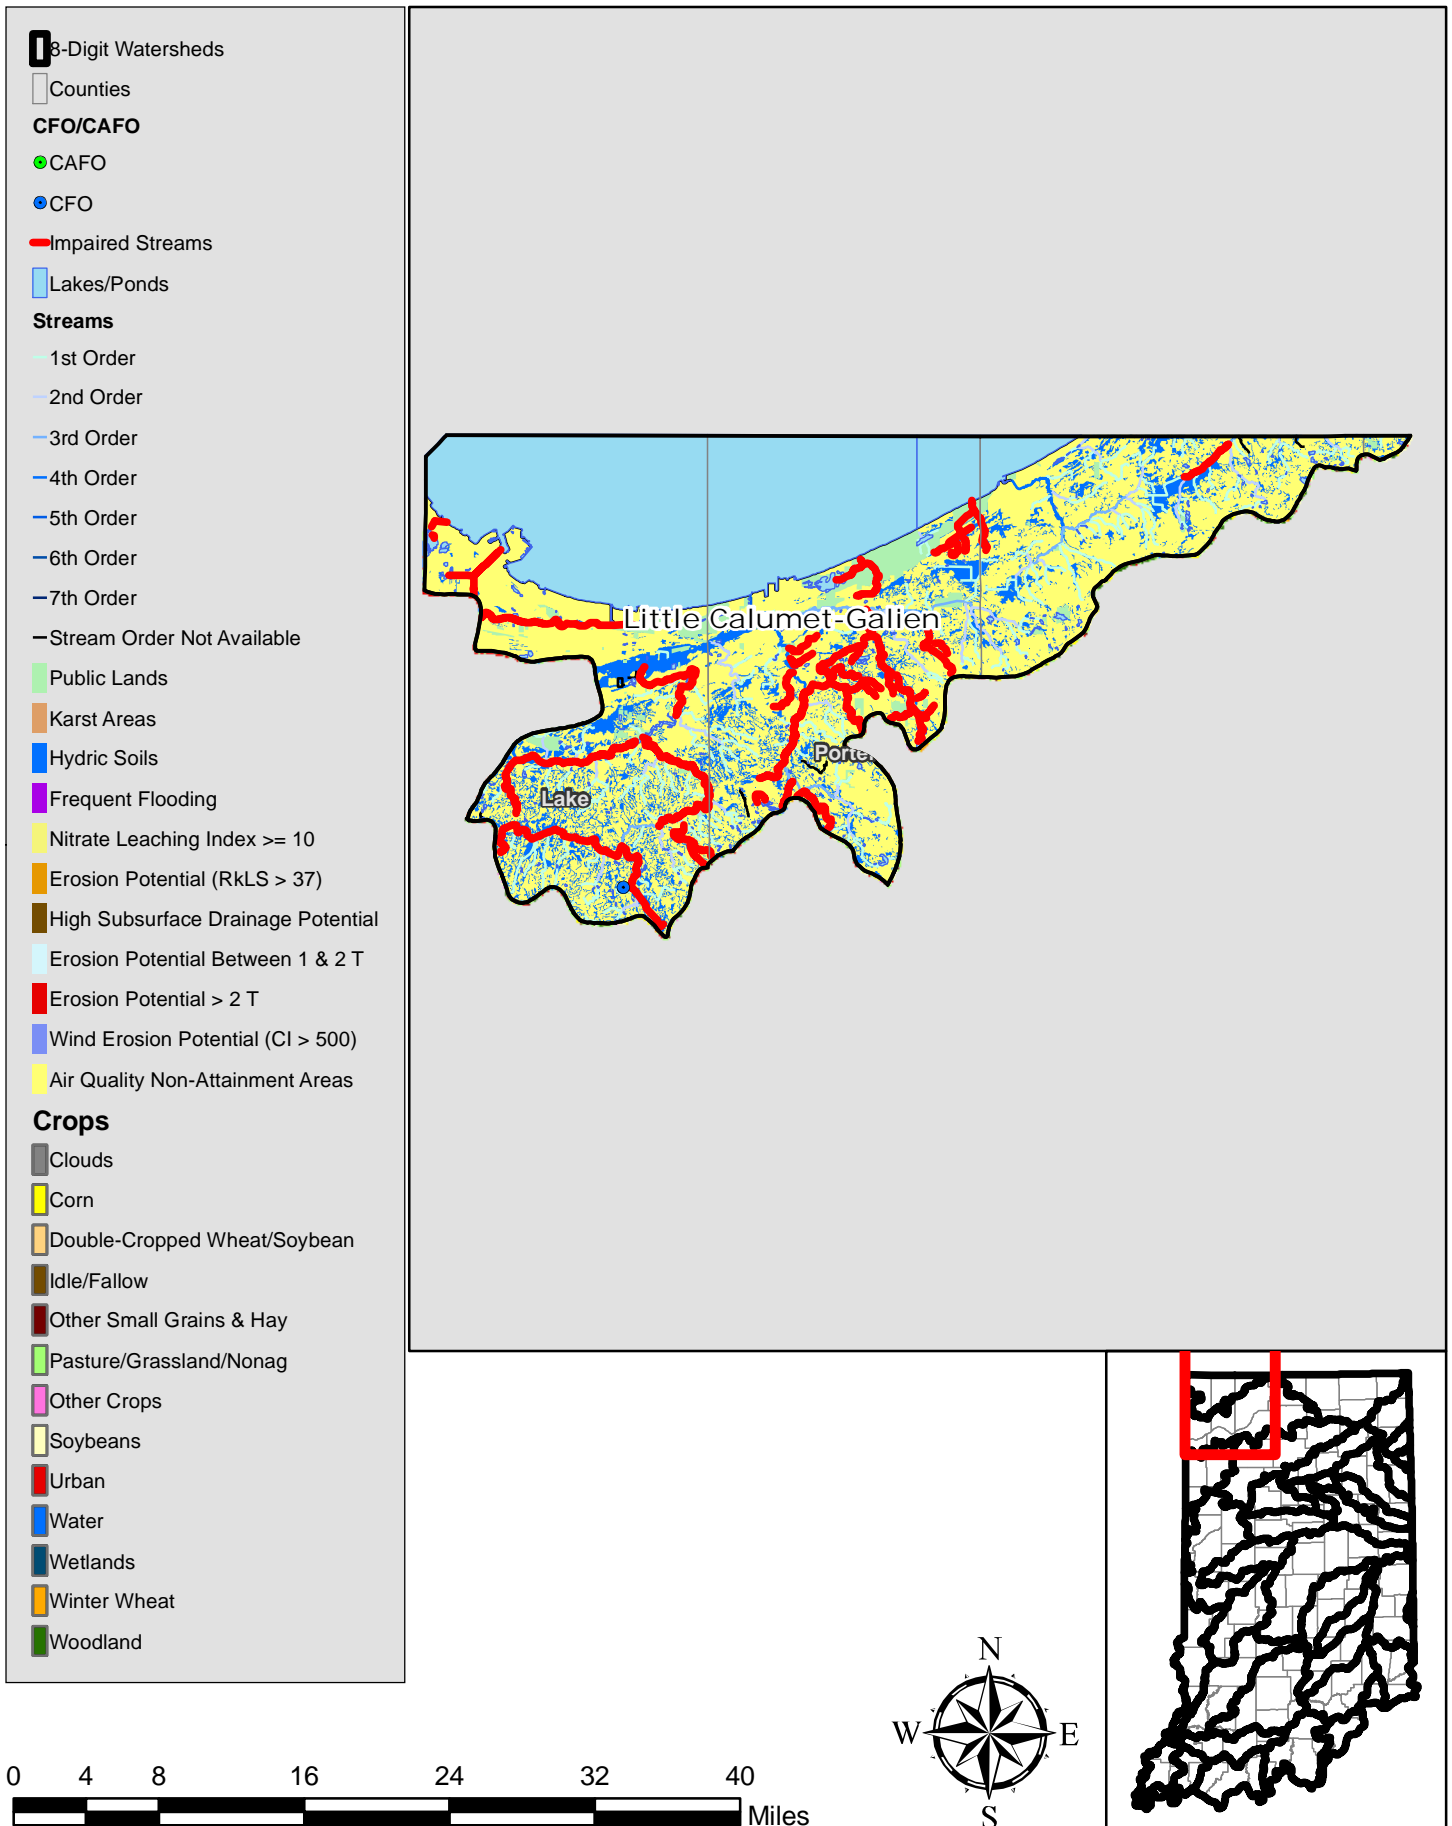 8-Digit Watersheds
Counties
CFO/CAFO
CAFO
CFO
Impaired Streams
Lakes/Ponds
Streams
1st Order
2nd Order
3rd Order
4th Order
5th Order
6th Order
7th Order
Stream Order Not Available
Public Lands
Karst Areas
Hydric Soils
Frequent Flooding
Nitrate Leaching Index >= 10
Erosion Potential (RkLS > 37)
High Subsurface Drainage Potential
Erosion Potential Between 1 & 2 T
Erosion Potential > 2 T
Wind Erosion Potential (CI > 500)
Air Quality Non-Attainment Areas
Crops
Clouds
Corn
Double-Cropped Wheat/Soybean
Idle/Fallow
Other Small Grains & Hay
Pasture/Grassland/Nonag
Other Crops
Soybeans
Urban
Water
Wetlands
Winter Wheat
Woodland
Little Calumet-Galien
Porter
Lake
N
W E
S
0 4 8 16 24 32 40
Miles